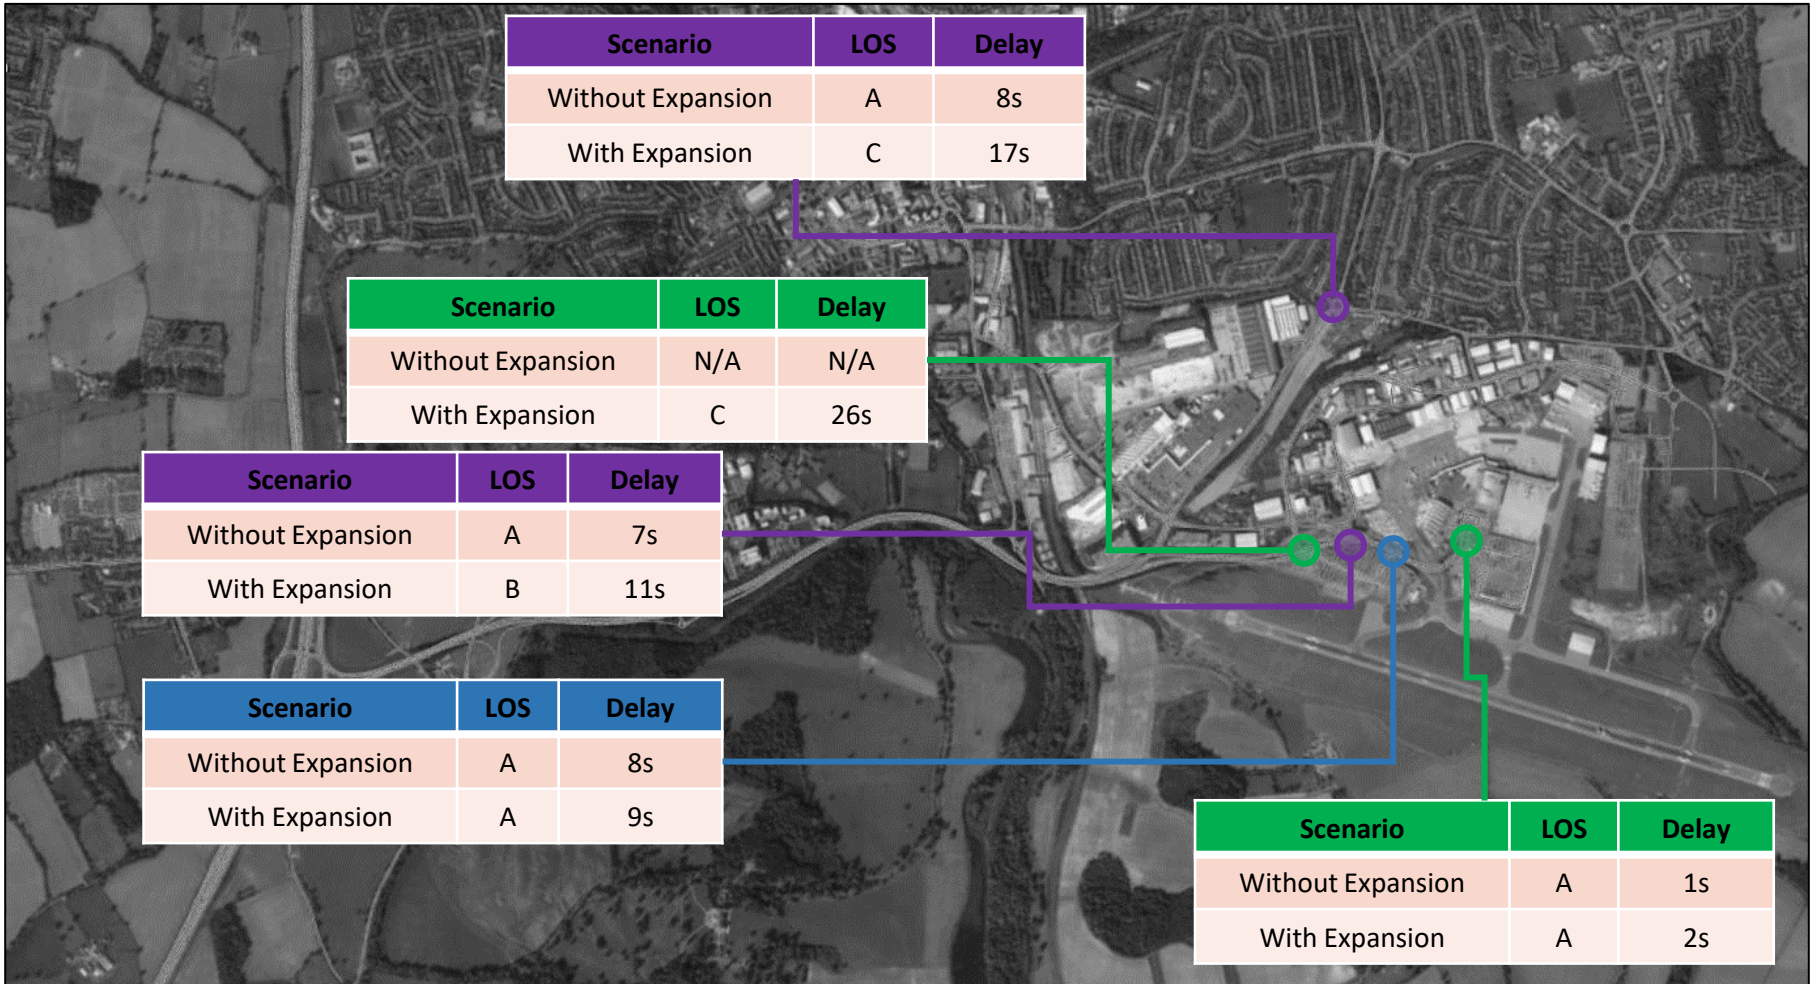 Scenario LOS Delay
Without Expansion A 8s
With Expansion C 17s
Scenario LOS Delay
Without Expansion N/A N/A
With Expansion C 26s
Scenario LOS Delay
Without Expansion A 7s
With Expansion B 11s
Scenario LOS Delay
Without Expansion A 8s
With Expansion A 9s
Scenario LOS Delay
Without Expansion A 1s
With Expansion A 2s